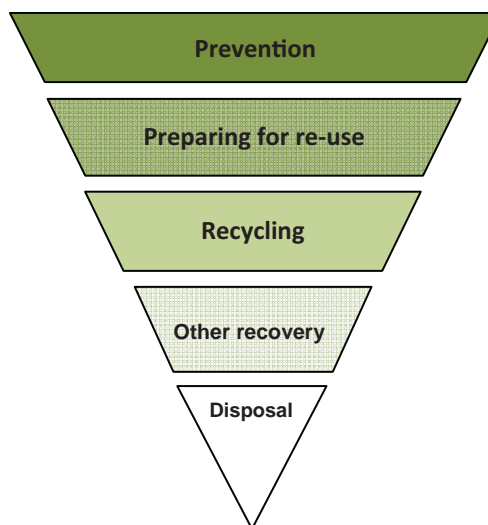 Prevention
Preparing for re-use
Recycling
Other recovery
Disposal